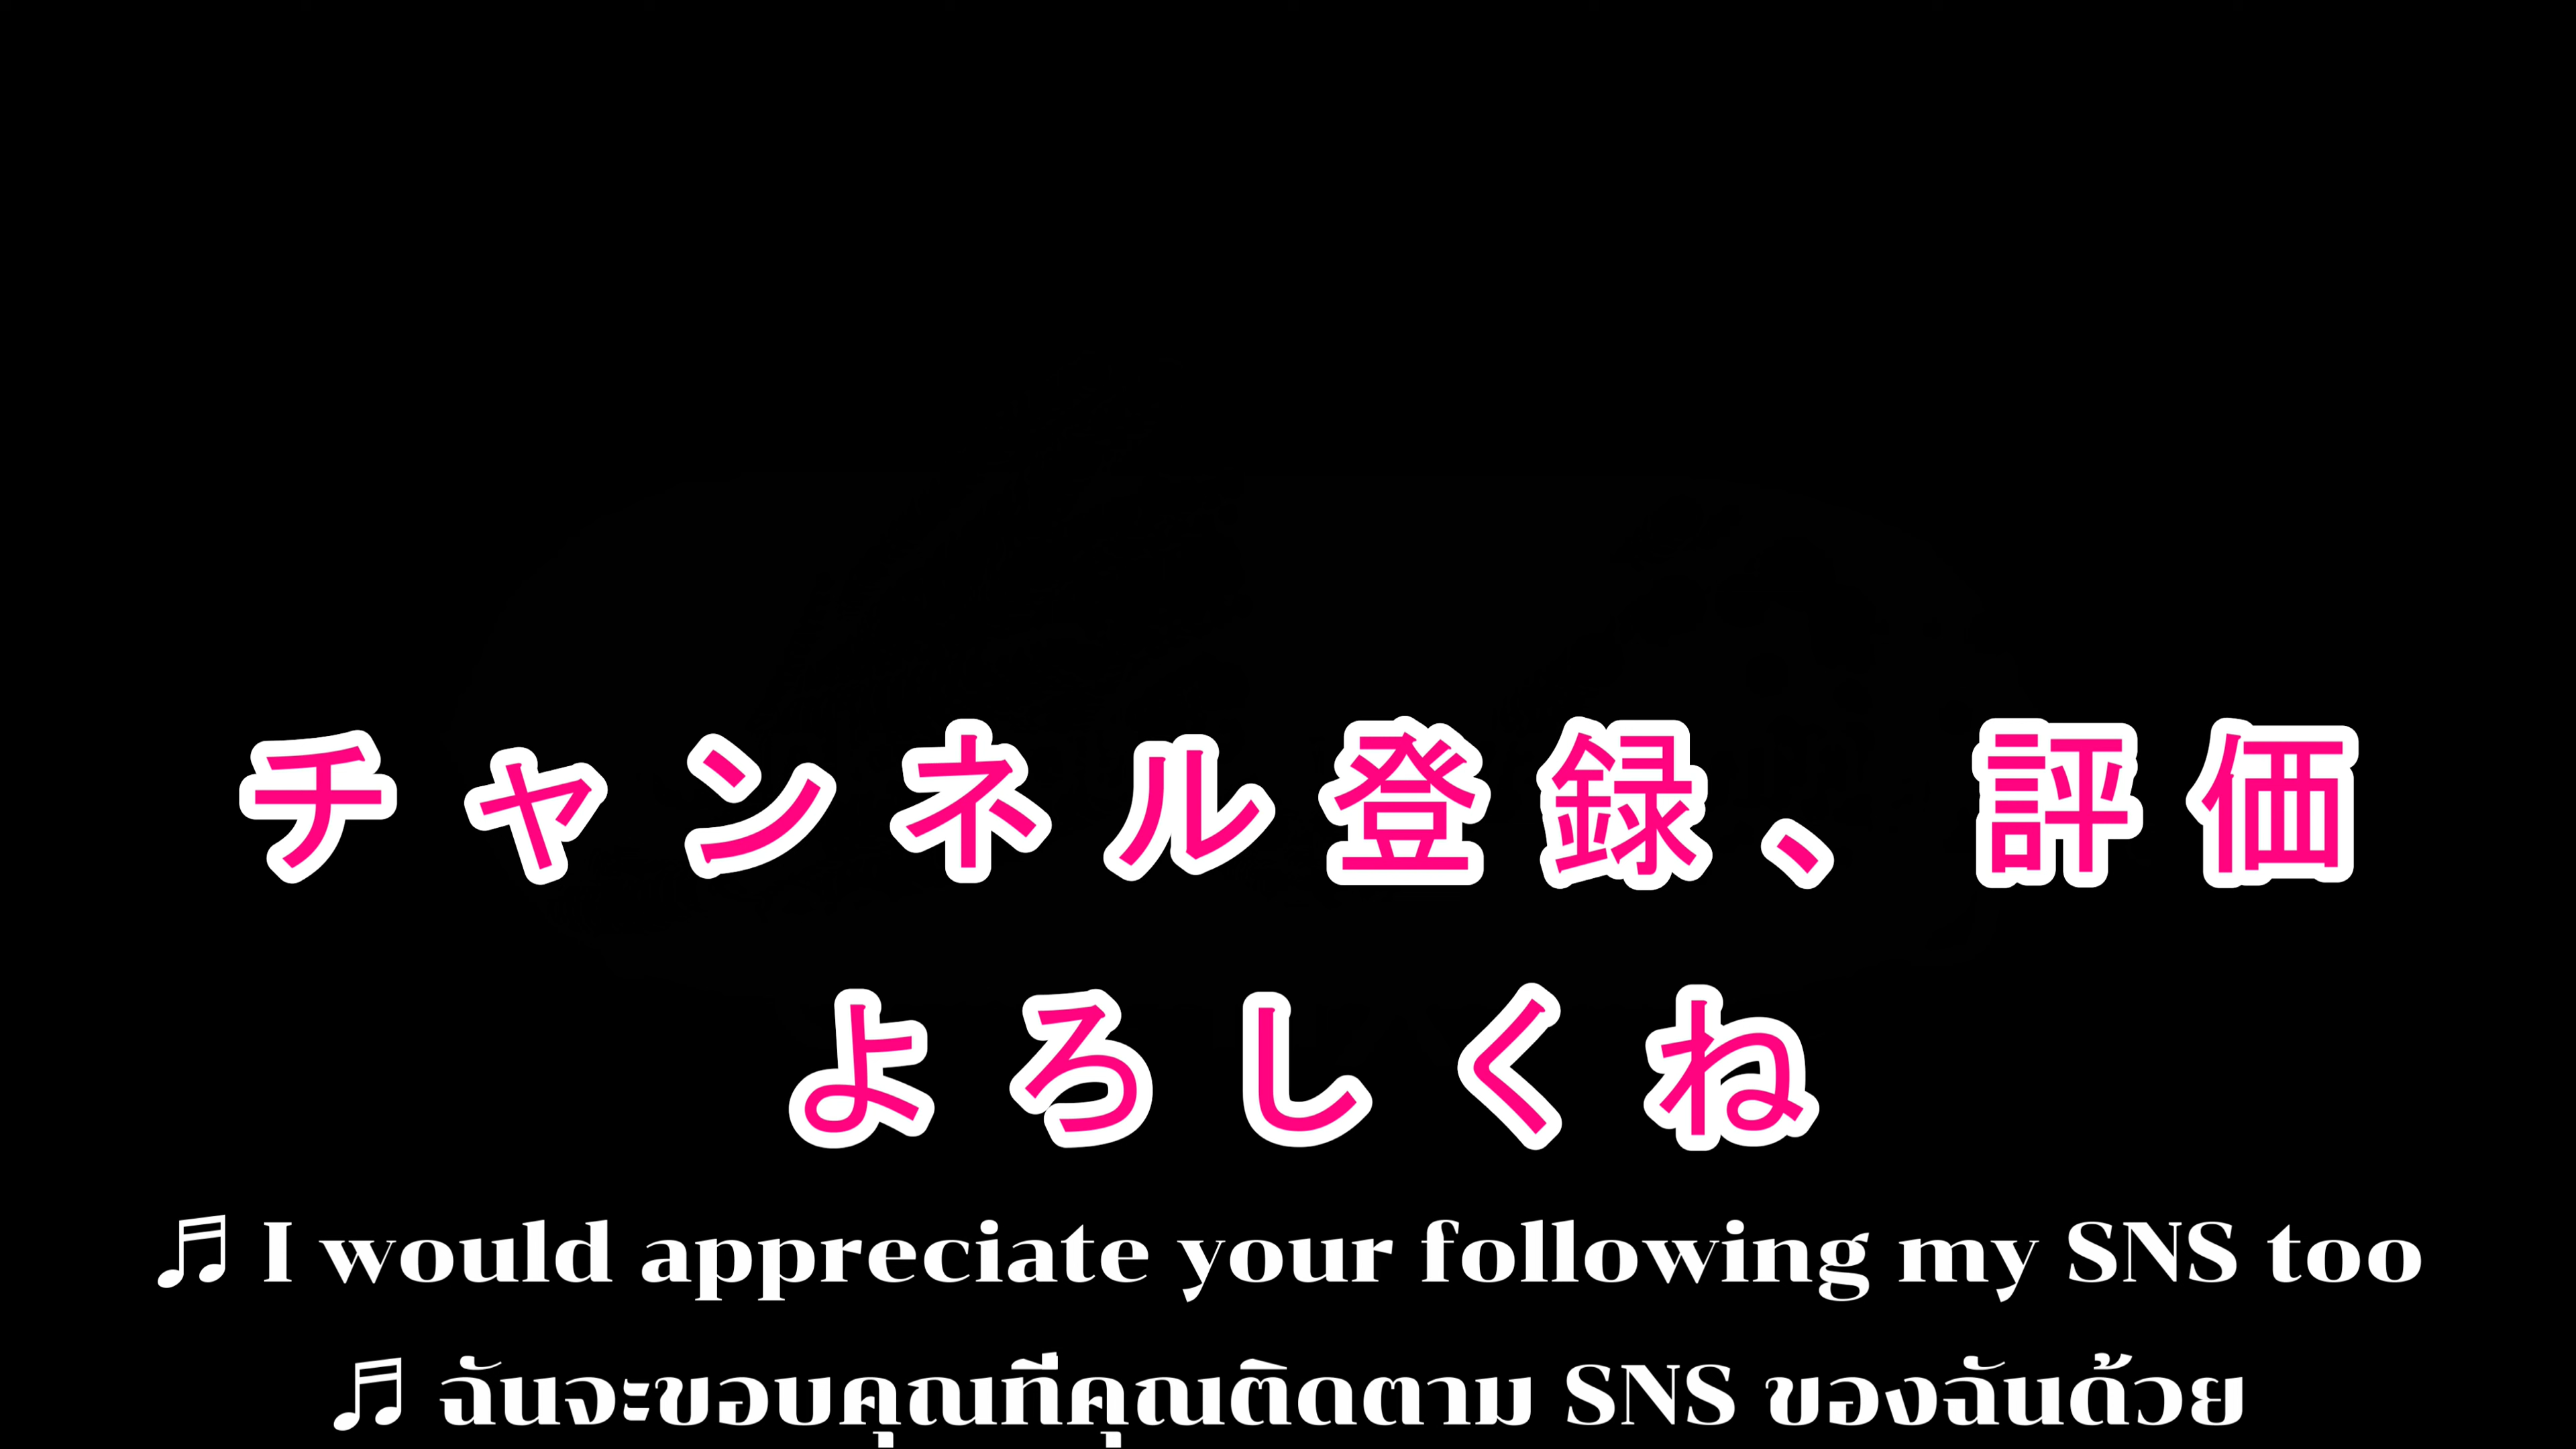 チャンネル登録、評価
よろしくね
♬ I would appreciate your following my SNS too
♬ ฉันจะขอบคุณที่คุณติดตาม SNS ของฉันด้วย